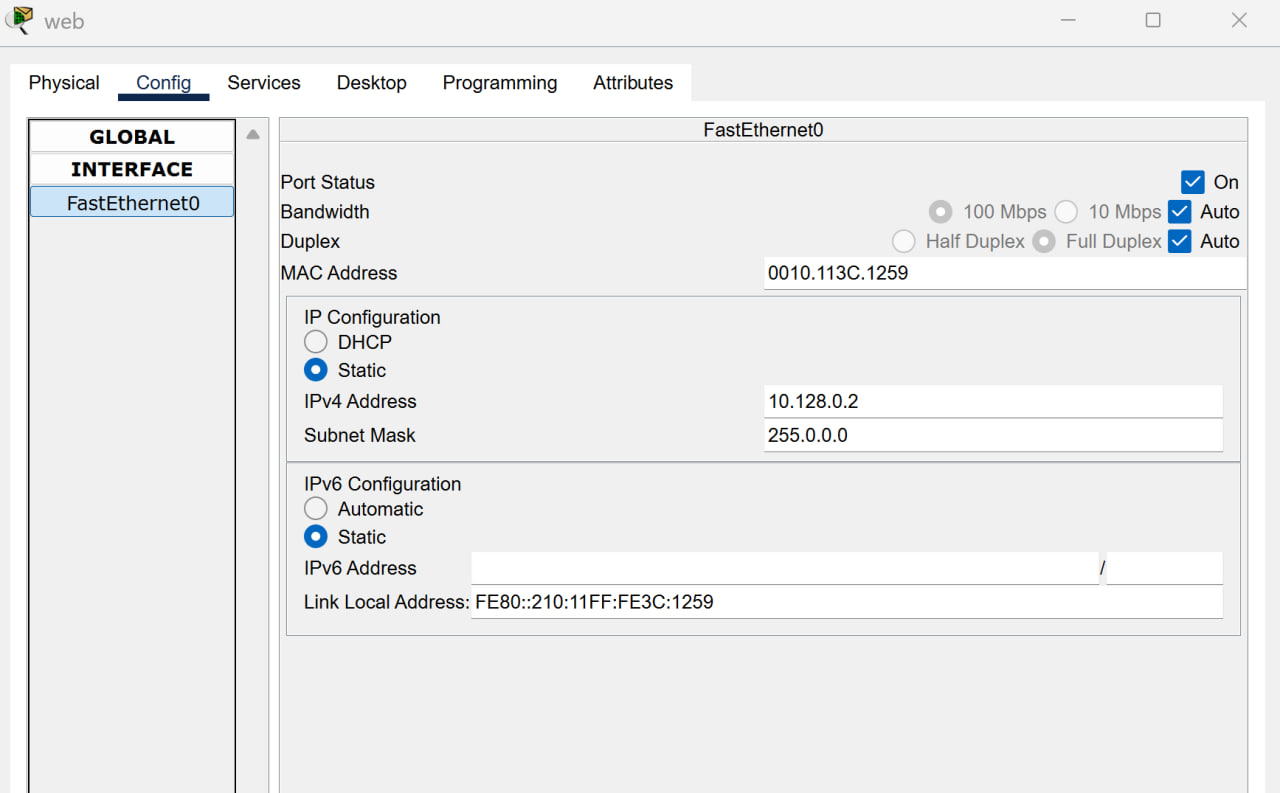 web
Physical Config Services Desktop Programming Attributes
GLOBAL
INTERFACE
FastEthernet0
FastEthernet0
Port Status On
Bandwidth 100 Mbps 10 Mbps Auto
Duplex Half Duplex Full Duplex Auto
MAC Address 0010.113C.1259
IP Configuration
DHCP
Static
IPv4 Address 10.128.0.2
Subnet Mask 255.0.0.0
IPv6 Configuration
Automatic
Static
IPv6 Address /
Link Local Address: FE80::210:11FF:FE3C:1259